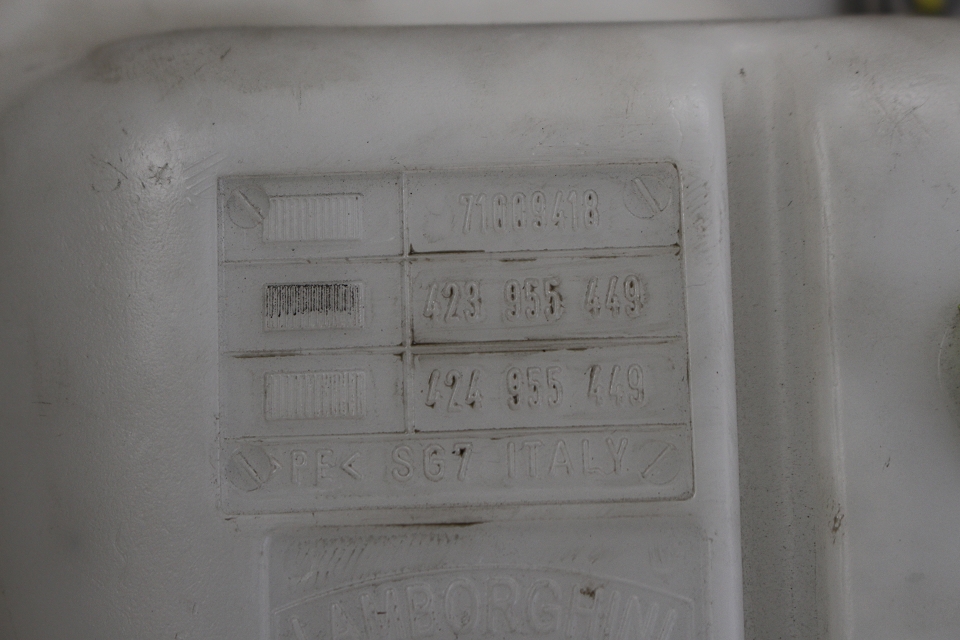 71009418
423 955 449
424 955 449
>PE< SG7 ITALY
LAMBORGHINI